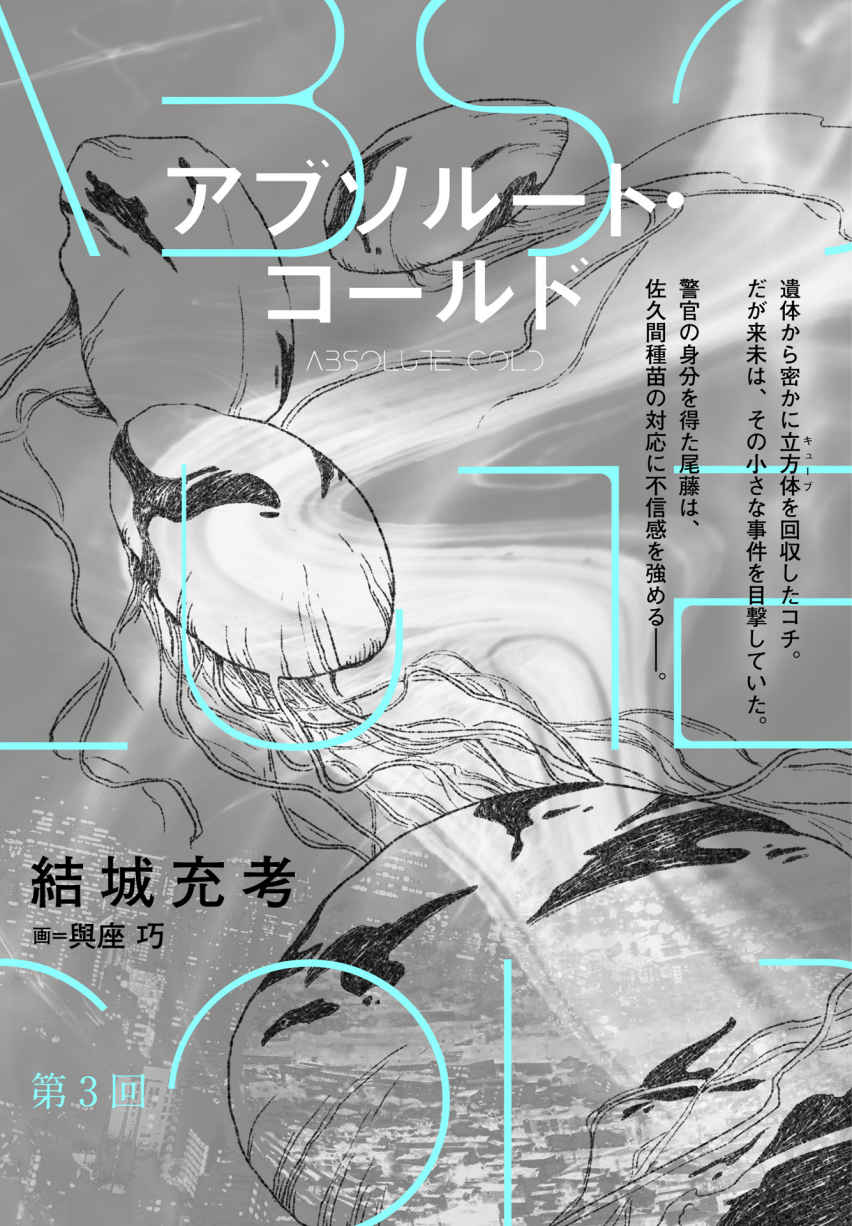 アブソルート・
コールド
ABSOLUTE COLD
遺体から密かに立方体を回収したコチ。
キューブ
だが来未は、その小さな事件を目撃していた。
警官の身分を得た尾藤は、
佐久間種苗の対応に不信感を強める――。
結城充考
画=與座 巧
第3回